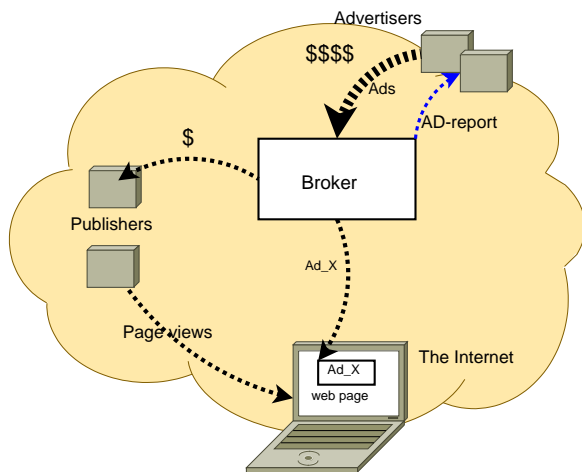 Advertisers
$$$$
Ads
AD-report
$
Broker
Publishers
Ad_X
Page views
The Internet
Ad_X
web page